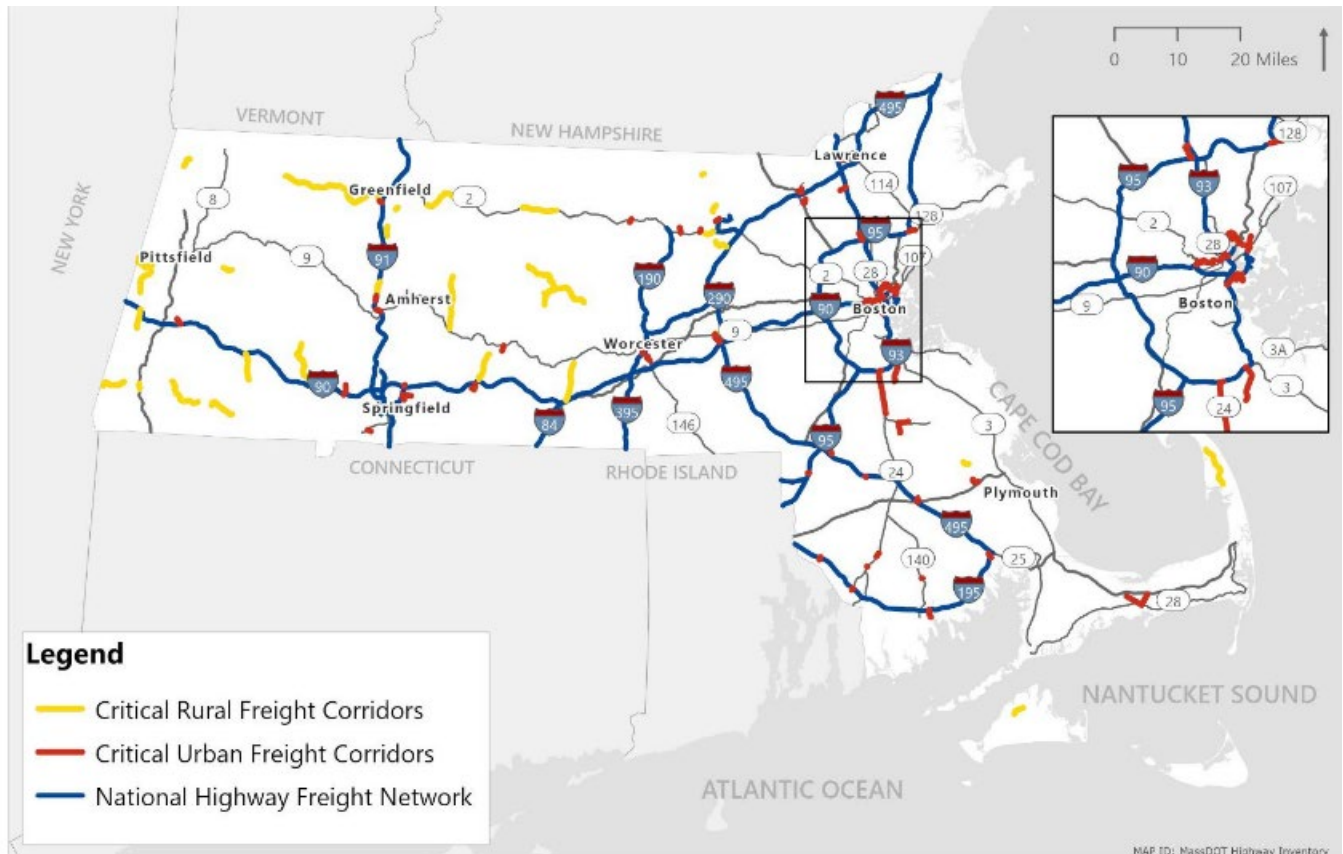 0 10 20 Miles
VERMONT
NEW HAMPSHIRE
NEW YORK
495
Lawrence
114
128
Greenfield
2
8
Pittsfield
9
91
Amherst
190
290
95
2
28
107
90
Boston
9
Worcester
93
90
Springfield
84
395
146
495
95
CONNECTICUT
RHODE ISLAND
24
3
Plymouth
CAPE COD BAY
495
140
25
195
28
NANTUCKET SOUND
ATLANTIC OCEAN
128
95
93
107
2
28
90
Boston
9
3A
3
95
24
Legend
Critical Rural Freight Corridors
Critical Urban Freight Corridors
National Highway Freight Network
MAP ID: MassDOT Highway Inventory